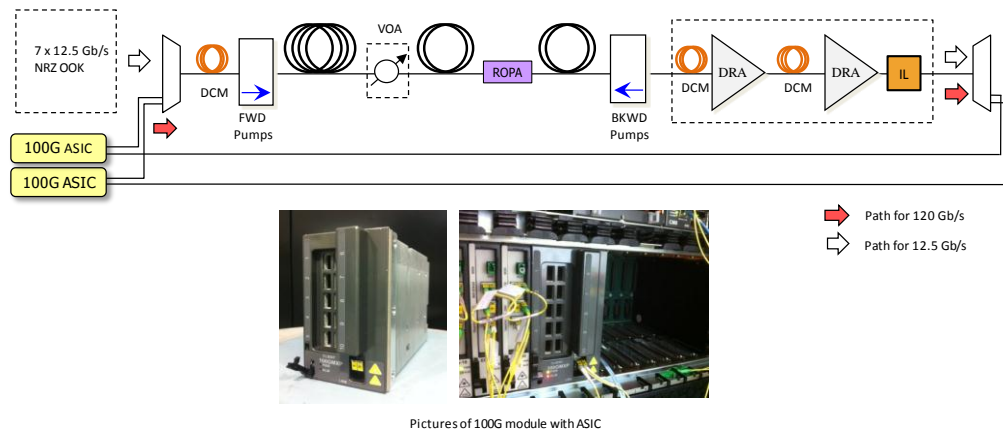 7 x 12.5 Gb/s
NRZ OOK
DCM
FWD
Pumps
VOA
ROPA
BKWD
Pumps
DCM
DRA
DCM
DRA
IL
100G ASIC
100G ASIC
Path for 120 Gb/s
Path for 12.5 Gb/s
Pictures of 100G module with ASIC